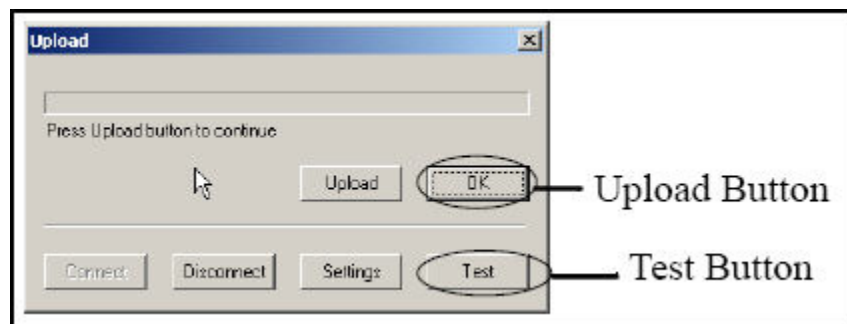 Upload
Press Upload button to continue
Upload OK Upload Button
Connect Disconnect Settings Test Test Button